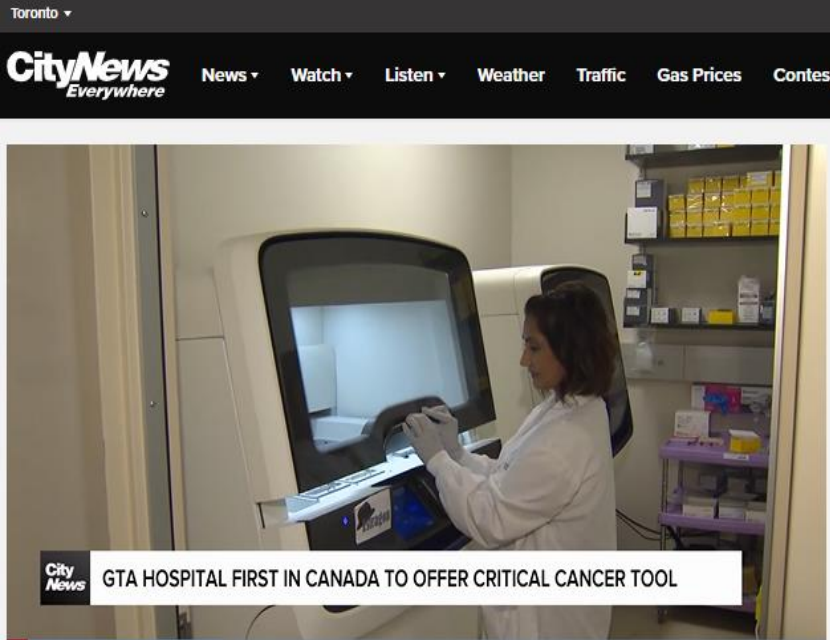 Toronto
CityNews
Everywhere
News
Watch
Listen
Weather
Traffic
Gas Prices
Contes
City
News
GTA HOSPITAL FIRST IN CANADA TO OFFER CRITICAL CANCER TOOL